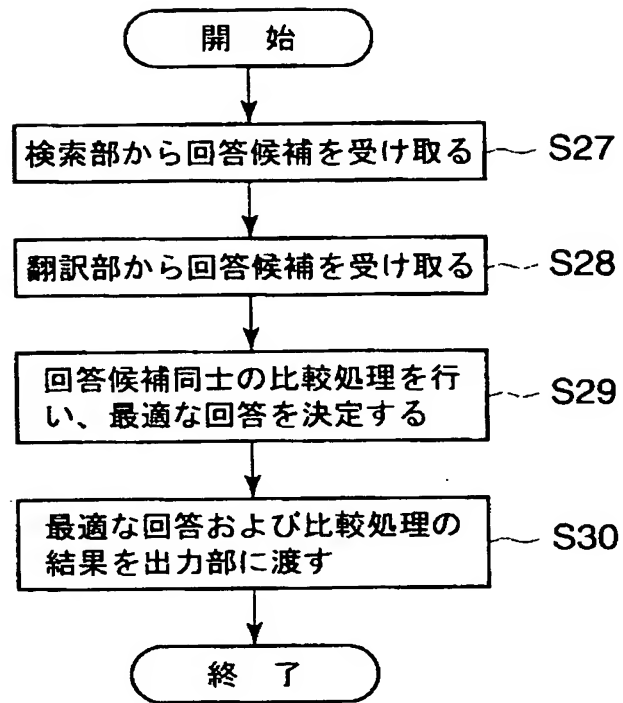 開 始
検索部から回答候補を受け取る
S27
翻訳部から回答候補を受け取る
S28
回答候補同士の比較処理を行
い、最適な回答を決定する
S29
最適な回答および比較処理の
結果を出力部に渡す
S30
終 了